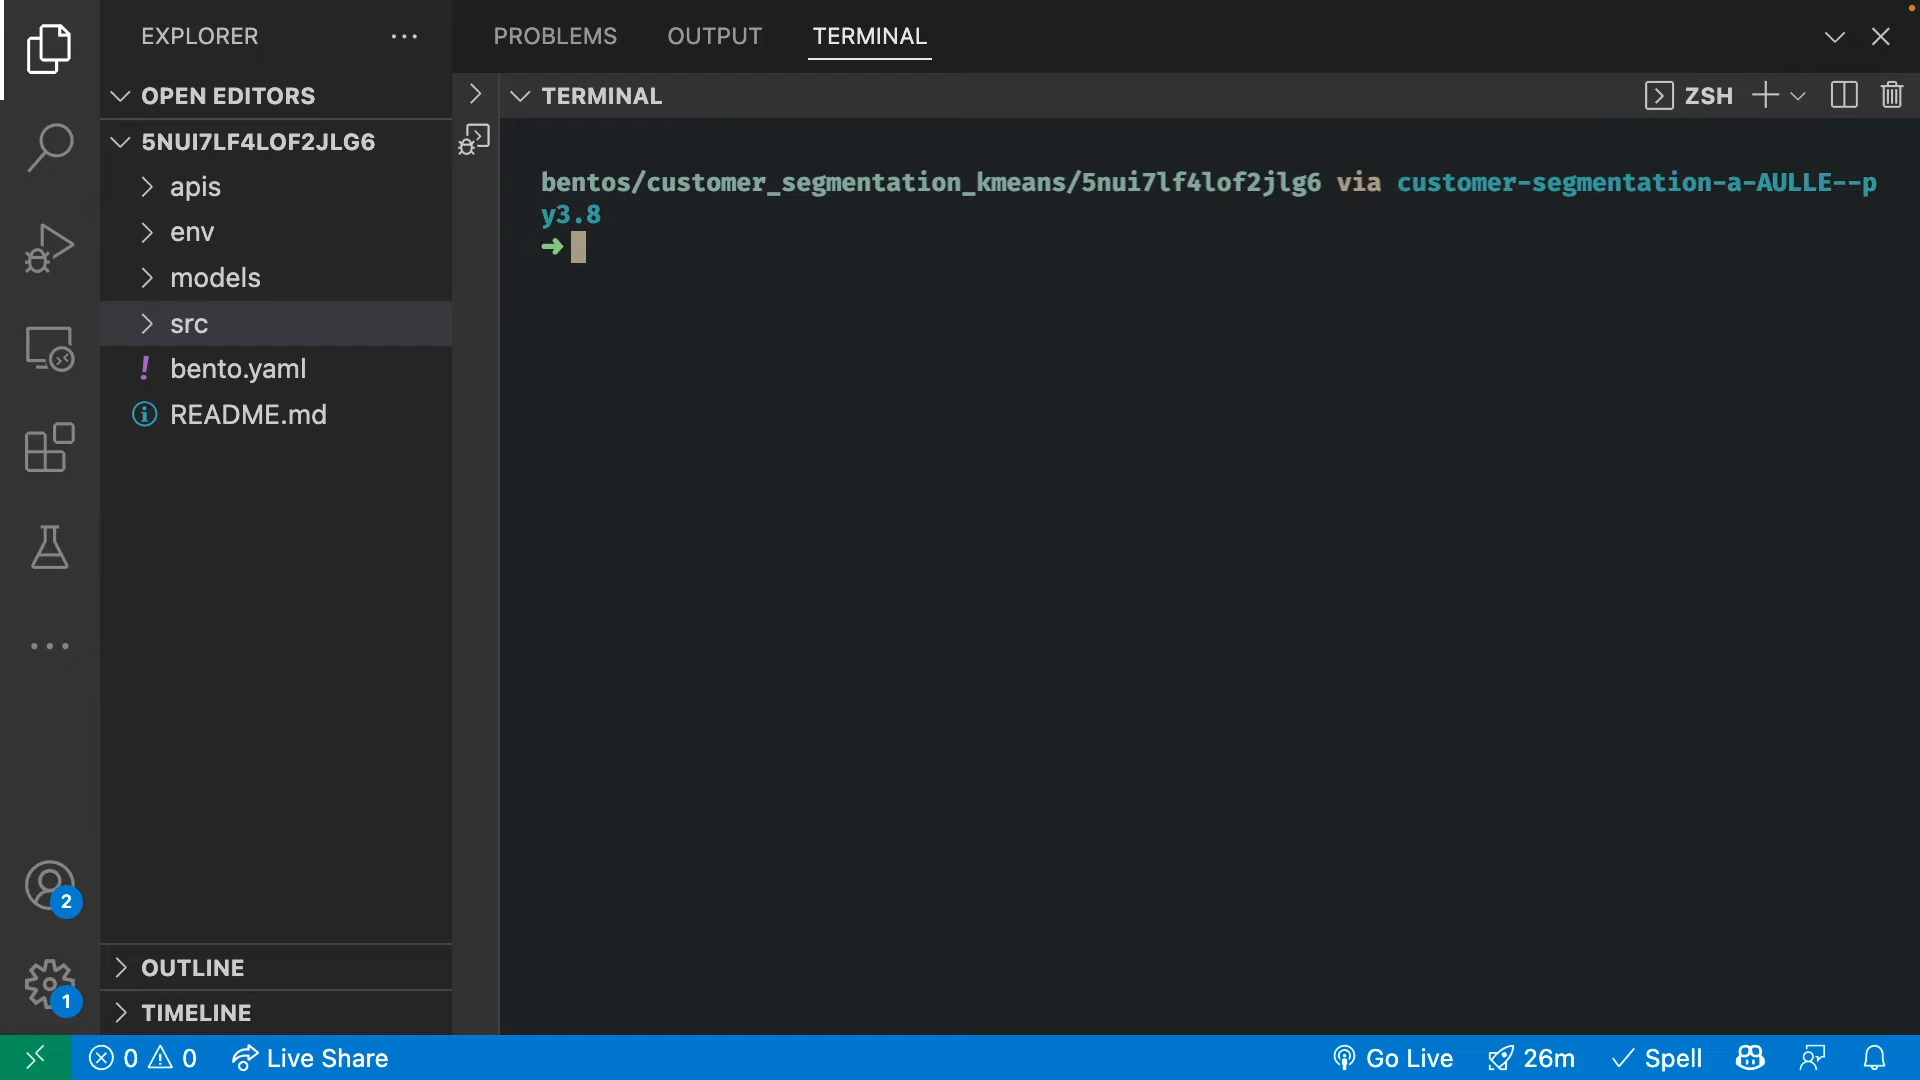 EXPLORER
OPEN EDITORS
5NUI7LF4LOF2JLG6
apis
env
models
src
bento.yaml
README.md
OUTLINE
TIMELINE
PROBLEMS OUTPUT TERMINAL
TERMINAL
ZSH
bentos/customer_segmentation_kmeans/5nui7lf4lof2jlg6 via customer-segmentation-a-AULLE--p
y3.8
2
1
0 0 Live Share
Go Live 26m Spell